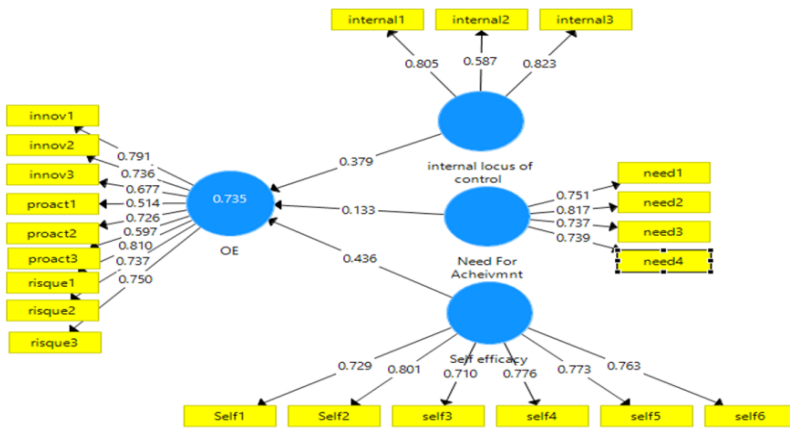 internal1
internal2
internal3
0.805
0.587
0.823
innov1
innov2
innov3
proact1
proact2
proact3
risque1
risque2
risque3
0.791
0.736
0.677
0.514
0.726
0.597
0.810
0.737
0.750
0.735
OE
0.379
0.133
0.436
internal locus of
control
need1
need2
need3
need4
0.751
0.817
0.737
0.739
Need For
Acheivmnt
Self efficacy
0.729
0.801
0.710
0.776
0.773
0.763
Self1
Self2
self3
self4
self5
self6